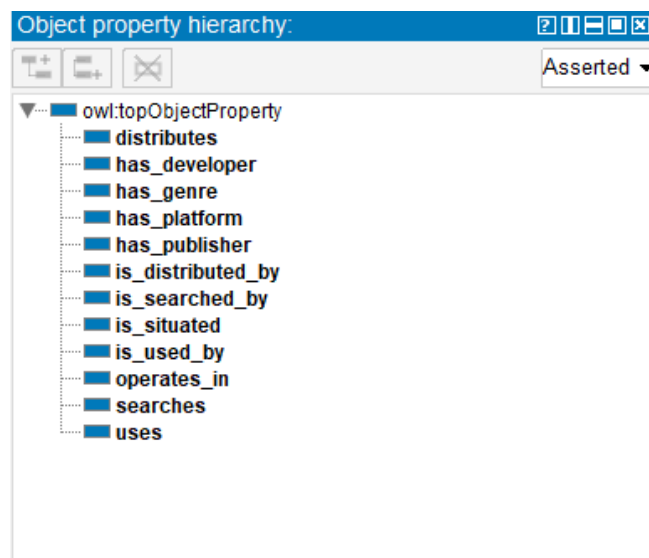 Object property hierarchy:
Asserted
owl:topObjectProperty
distributes
has_developer
has_genre
has_platform
has_publisher
is_distributed_by
is_searched_by
is_situated
is_used_by
operates_in
searches
uses